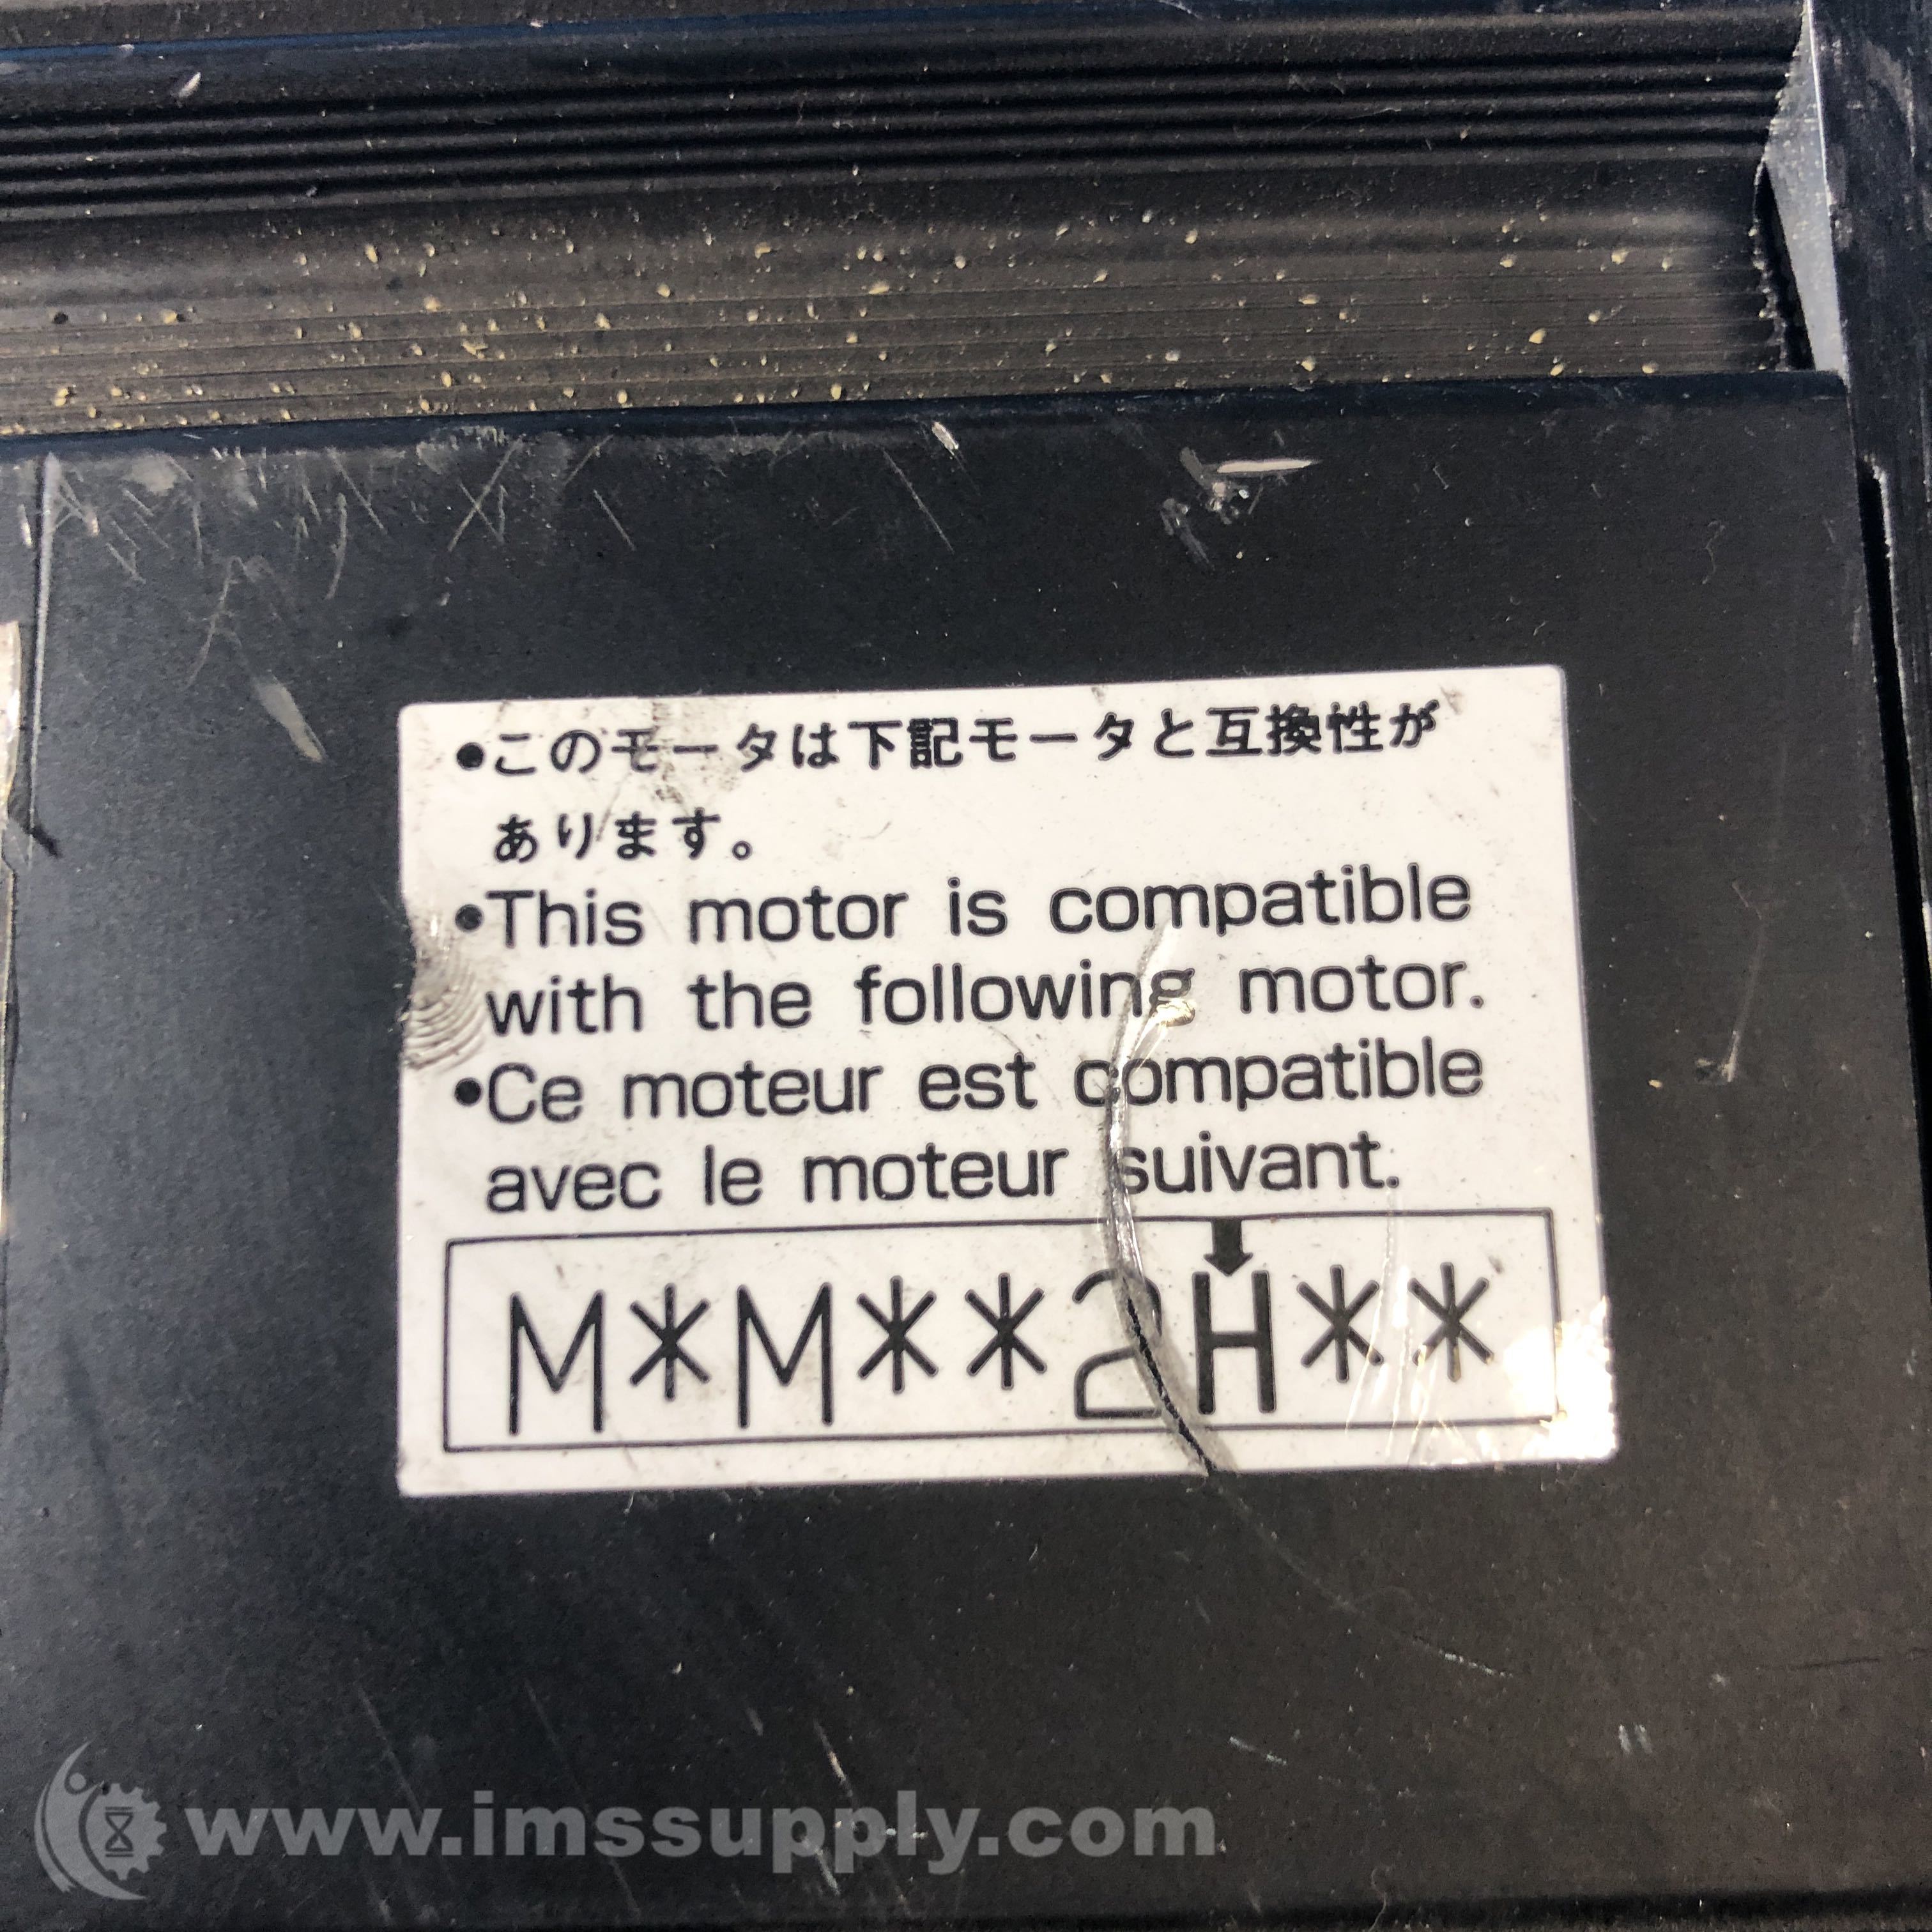 •このモータは下記モータと互換性が
あります。
•This motor is compatible
with the following motor.
•Ce moteur est compatible
avec le moteur suivant.
M*M**2H**
www.imssupply.com